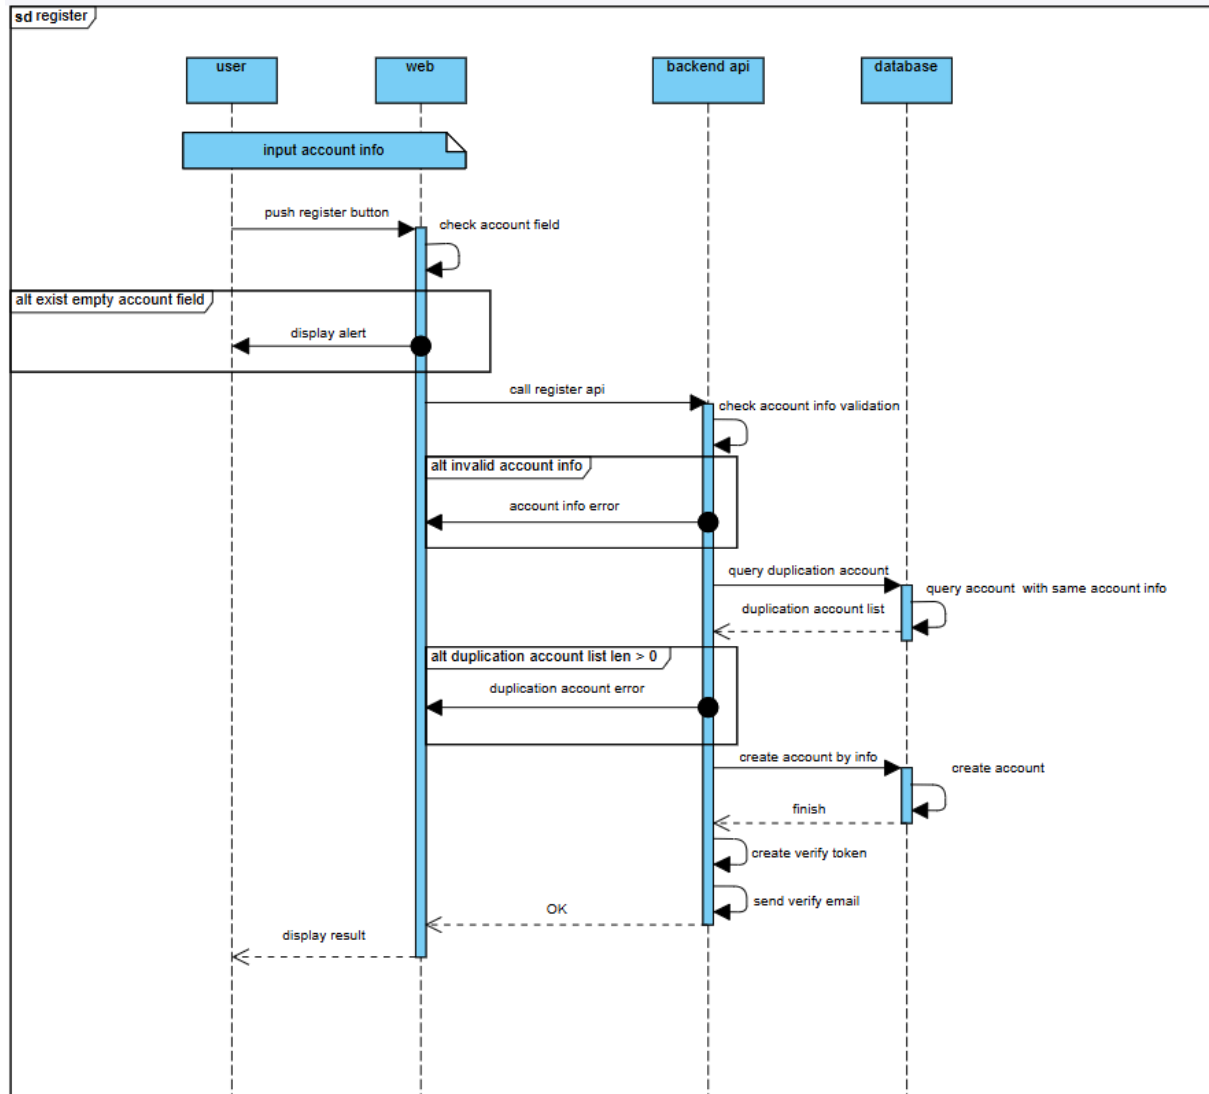 sd register
user
web
backend api
database
input account info
push register button
check account field
alt exist empty account field
display alert
call register api
check account info validation
alt invalid account info
account info error
query duplication account
query account  with same account info
duplication account list
alt duplication account list len > 0
duplication account error
create account by info
create account
finish
create verify token
send verify email
OK
display result